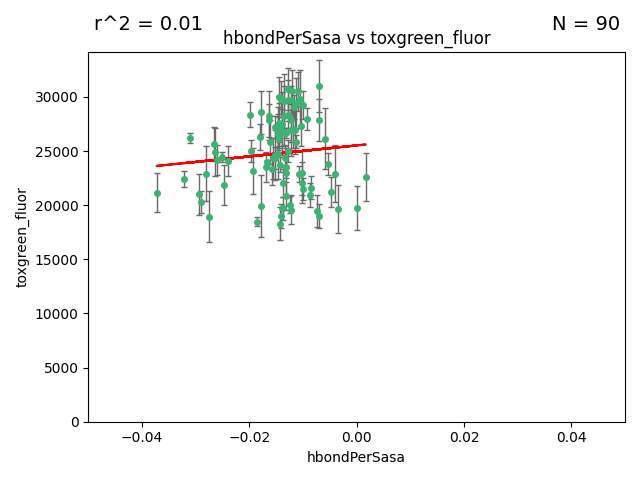 r^2 = 0.01
N = 90
hbondPerSasa vs toxgreen_fluor
toxgreen_fluor
30000
25000
20000
15000
10000
5000
0
−0.04
−0.02
0.00
0.02
0.04
hbondPerSasa